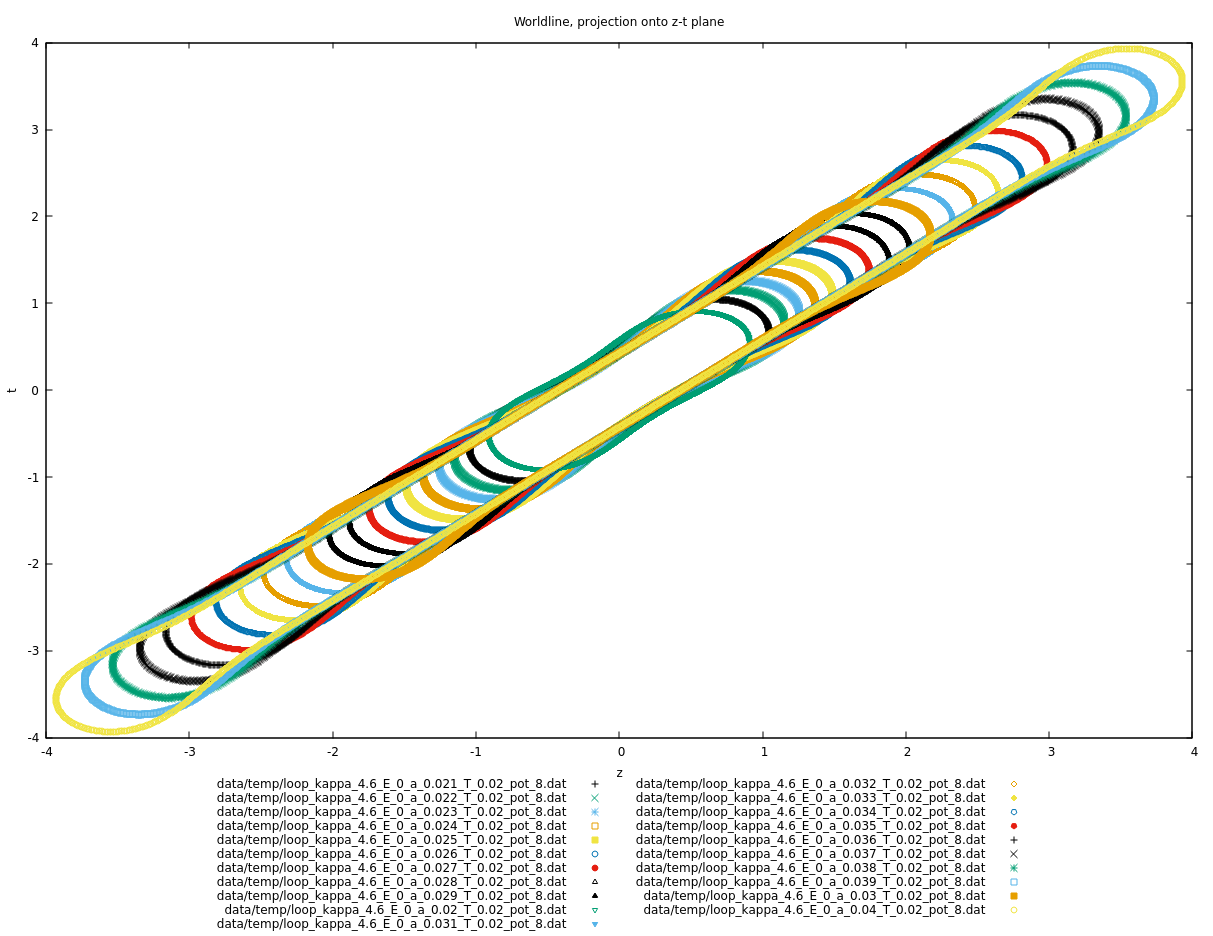 Worldline, projection onto z-t plane
4
3
2
1
0
-1
-2
-3
-4
t
-4
-3
-2
-1
0
1
2
3
4
z
data/temp/loop_kappa_4.6_E_0_a_0.021_T_0.02_pot_8.dat
data/temp/loop_kappa_4.6_E_0_a_0.022_T_0.02_pot_8.dat
data/temp/loop_kappa_4.6_E_0_a_0.023_T_0.02_pot_8.dat
data/temp/loop_kappa_4.6_E_0_a_0.024_T_0.02_pot_8.dat
data/temp/loop_kappa_4.6_E_0_a_0.025_T_0.02_pot_8.dat
data/temp/loop_kappa_4.6_E_0_a_0.026_T_0.02_pot_8.dat
data/temp/loop_kappa_4.6_E_0_a_0.027_T_0.02_pot_8.dat
data/temp/loop_kappa_4.6_E_0_a_0.028_T_0.02_pot_8.dat
data/temp/loop_kappa_4.6_E_0_a_0.029_T_0.02_pot_8.dat
data/temp/loop_kappa_4.6_E_0_a_0.02_T_0.02_pot_8.dat
data/temp/loop_kappa_4.6_E_0_a_0.031_T_0.02_pot_8.dat
data/temp/loop_kappa_4.6_E_0_a_0.032_T_0.02_pot_8.dat
data/temp/loop_kappa_4.6_E_0_a_0.033_T_0.02_pot_8.dat
data/temp/loop_kappa_4.6_E_0_a_0.034_T_0.02_pot_8.dat
data/temp/loop_kappa_4.6_E_0_a_0.035_T_0.02_pot_8.dat
data/temp/loop_kappa_4.6_E_0_a_0.036_T_0.02_pot_8.dat
data/temp/loop_kappa_4.6_E_0_a_0.037_T_0.02_pot_8.dat
data/temp/loop_kappa_4.6_E_0_a_0.038_T_0.02_pot_8.dat
data/temp/loop_kappa_4.6_E_0_a_0.039_T_0.02_pot_8.dat
data/temp/loop_kappa_4.6_E_0_a_0.03_T_0.02_pot_8.dat
data/temp/loop_kappa_4.6_E_0_a_0.04_T_0.02_pot_8.dat